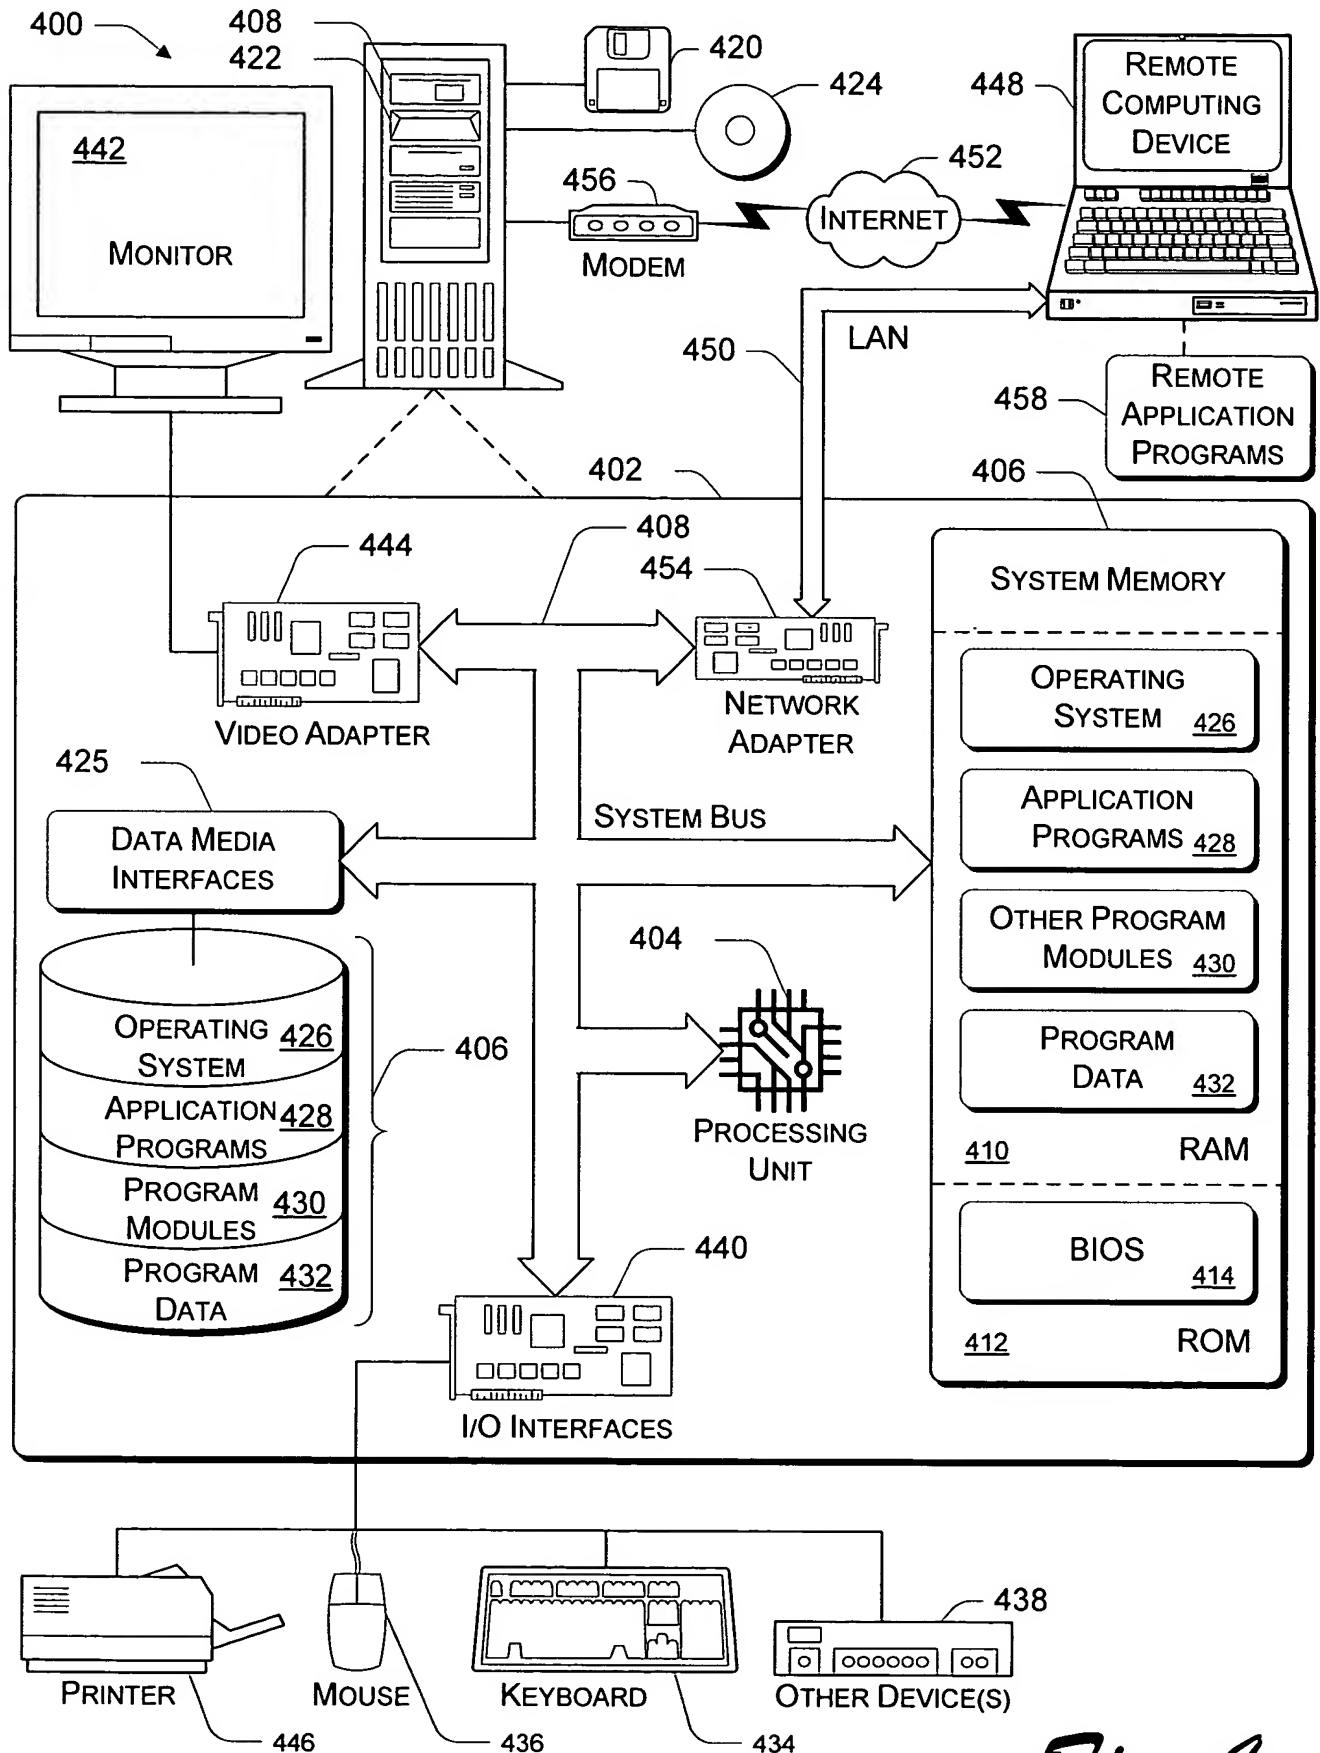 400
408
422
420
424
448
REMOTE
COMPUTING
DEVICE
442
MONITOR
456
MODEM
452
INTERNET
450
LAN
458
REMOTE
APPLICATION
PROGRAMS
402
406
444
408
454
SYSTEM MEMORY
VIDEO ADAPTER
NETWORK
ADAPTER
OPERATING
SYSTEM 426
425
DATA MEDIA
INTERFACES
SYSTEM BUS
APPLICATION
PROGRAMS 428
OTHER PROGRAM
MODULES 430
404
PROCESSING
UNIT
OPERATING
SYSTEM 426
406
APPLICATION 428
PROGRAMS
PROGRAM
MODULES 430
PROGRAM
DATA 432
PROGRAM
DATA 432
410 RAM
BIOS
414
412 ROM
440
I/O INTERFACES
438
PRINTER
MOUSE
KEYBOARD
OTHER DEVICE(S)
446
436
434